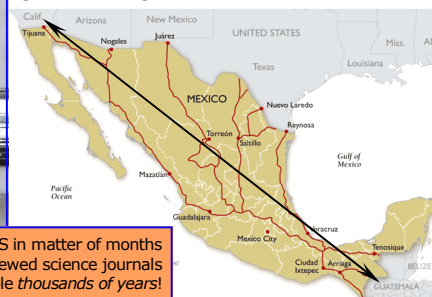 Calif.
Arizona
New Mexico
Tijuana
Nogales
Juárez
UNITED STATES
Miss.
Texas
Louisiana
MEXICO
Nuevo Laredo
Torreón
Saltillo
Reynosa
Gulf of
Mexico
Pacific
Ocean
Mazatlán
Guadalajara
Mexico City
Veracruz
Tenosique
Ciudad
Ixtepec
Arriaga
BELIZE
GUATEMALA
S in matter of months
ewed science journals
le thousands of years!